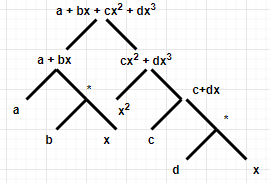 a + bx + cx² + dx³
a + bx cx² + dx³
* c+dx
a x² *
b x c
d x